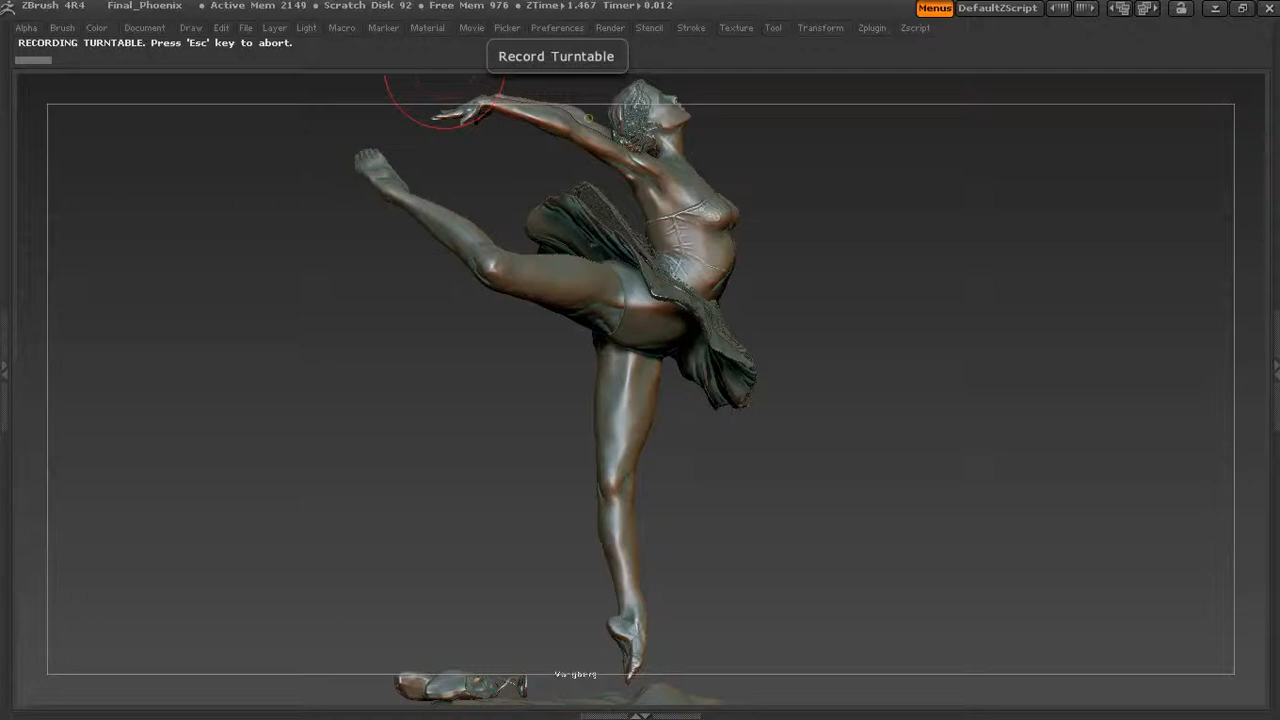 ZBrush 4R4 Final_Phoenix • Active Mem 2149 • Scratch Disk 92 • Free Mem 976 • ZTime▸1.467 Timer▸0.012 Menus DefaultZScript
Alpha Brush Color Document Draw Edit File Layer Light Macro Marker Material Movie Picker Preferences Render Stencil Stroke Texture Tool Transform Zplugin Zscript
RECORDING TURNTABLE. Press 'Esc' key to abort.
Record Turntable